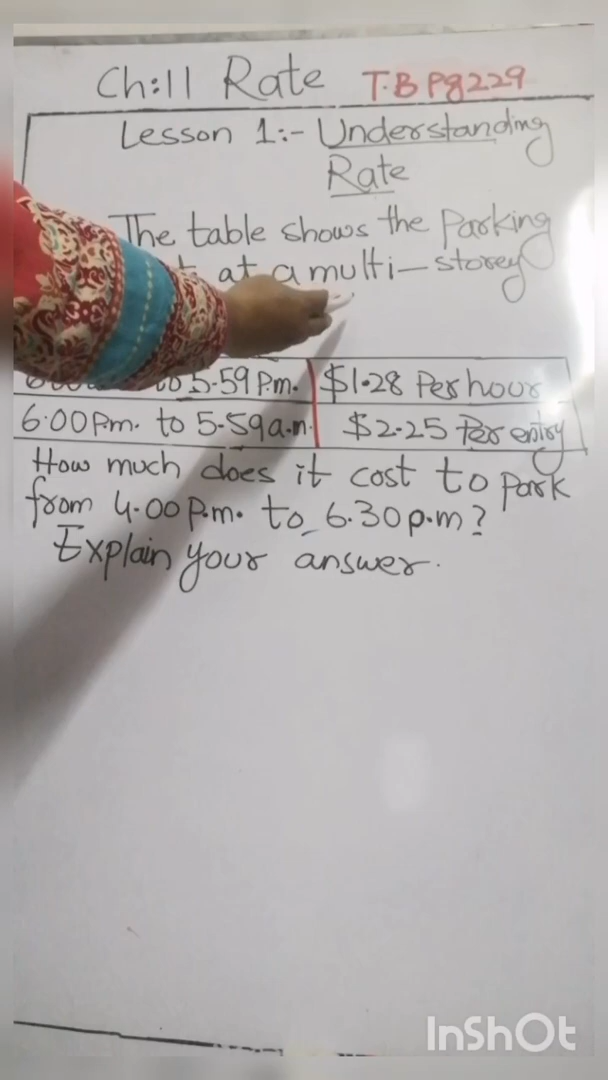 Ch:11 Rate T.B Pg229
Lesson 1:- Understanding
Rate
The table shows the Parking
at a multi-storey
to 5.59 P.m. $1.28 Per hour
6.00 P.m. to 5-59 a.m. $2.25 Per entry
How much does it cost to park
from 4.00 P.m. to 6.30 p.m?
Explain your answer.
InShOt